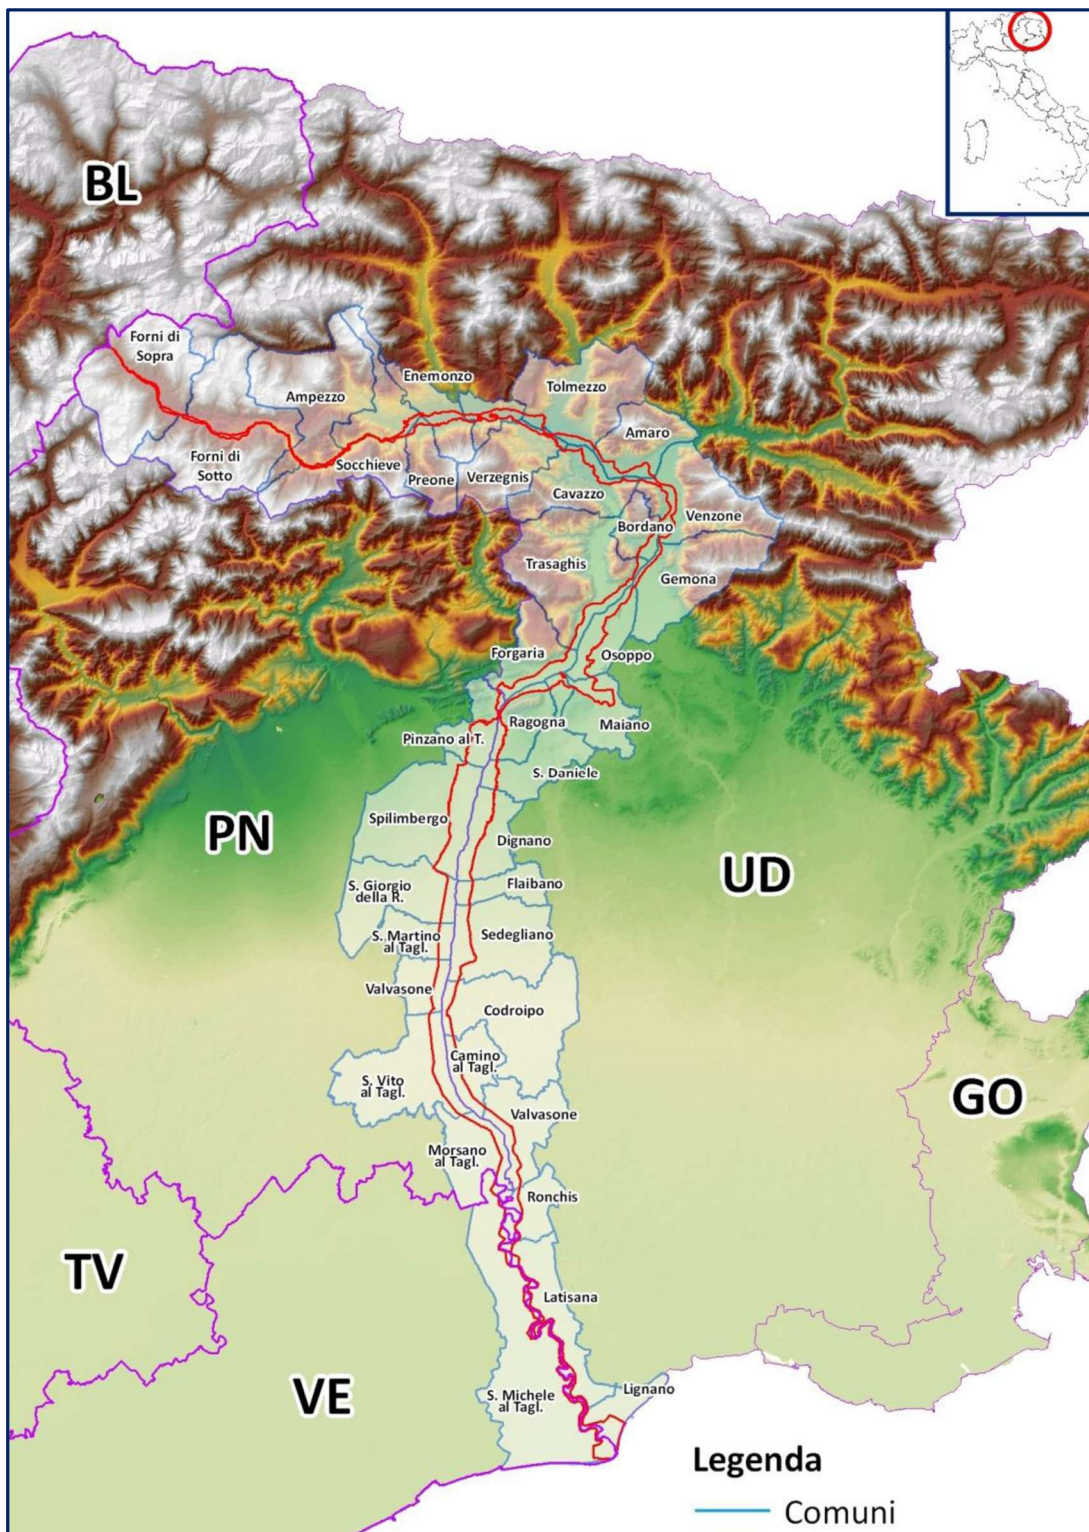 BL
Forni di
Sopra
Enemonzo
Tolmezzo
Ampezzo
Amaro
Forni di
Sotto
Socchieve
Preone
Verzegnis
Cavazzo
Venzone
Bordano
Trasaghis
Gemona
Forgaria
Osoppo
Ragogna
Maiano
Pinzano al T.
S. Daniele
Spilimbergo
PN
Dignano
UD
S. Giorgio
della R.
Flaibano
S. Martino
al Tagl.
Sedegliano
Valvasone
Codroipo
Camino
al Tagl.
S. Vito
al Tagl.
GO
Valvasone
Morsano
al Tagl.
Ronchis
TV
Latisana
VE
S. Michele
al Tagl.
Lignano
Legenda
Comuni